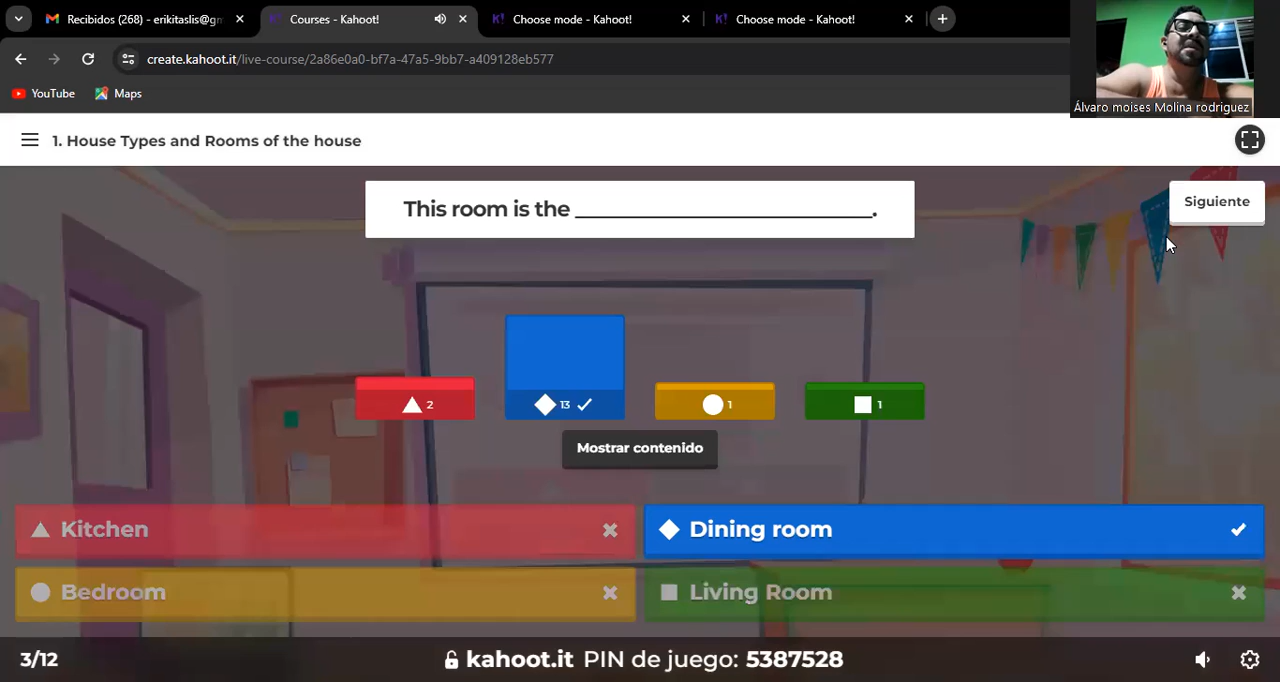 Recibidos (268) - erikitaslis@gm
Courses - Kahoot!
Choose mode - Kahoot!
Choose mode - Kahoot!
create.kahoot.it/live-course/2a86e0a0-bf7a-47a5-9bb7-a409128eb577
YouTube
Maps
Álvaro moises Molina rodriguez
1. House Types and Rooms of the house
This room is the ______________________.
Siguiente
2
13
1
1
Mostrar contenido
Kitchen
Dining room
Bedroom
Living Room
3/12
kahoot.it PIN de juego: 5387528